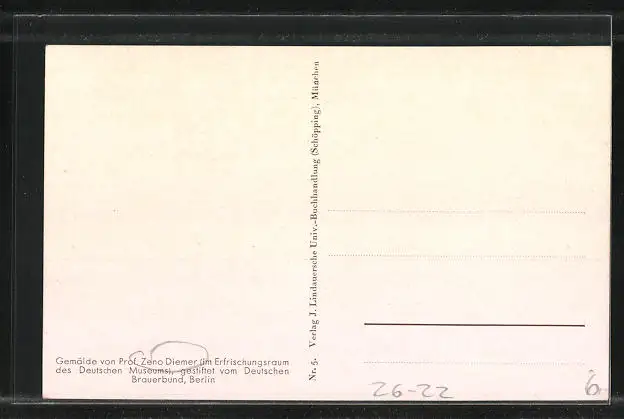 Gemälde von Prof. Zeno Diemer (im Erfrischungsraum
des Deutschen Museums), gestiftet vom Deutschen
Brauerbund, Berlin
Nr. 5. Verlag J. Lindauersche Univ.-Buchhandlung (Schöpping), München
26-22